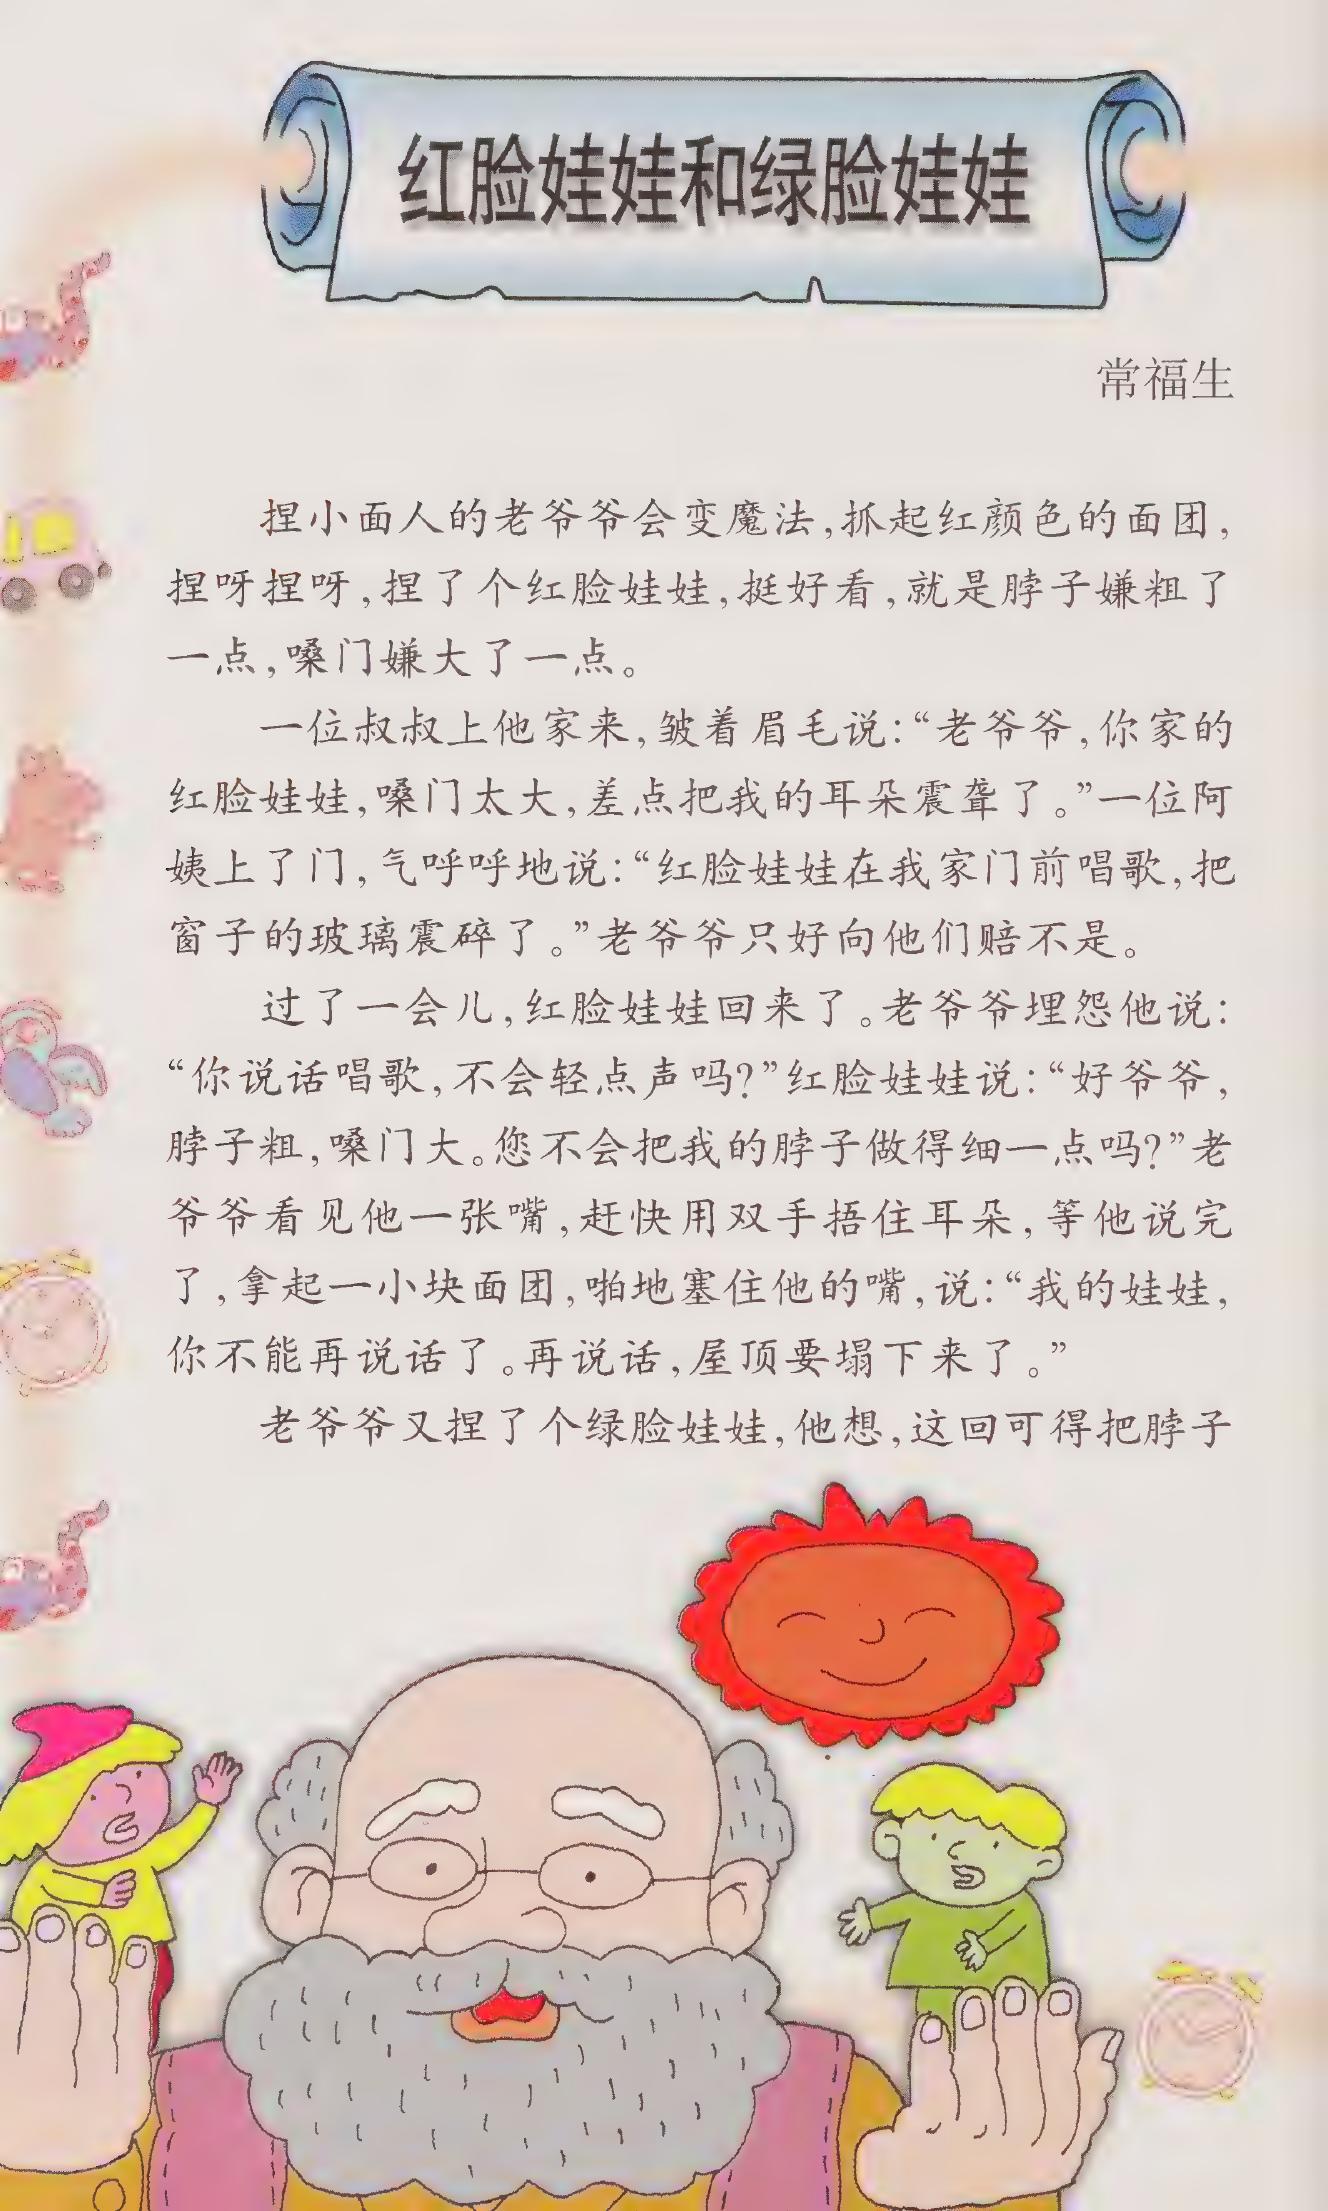 红脸娃娃和绿脸娃娃
常福生
捏小面人的老爷爷会变魔法,抓起红颜色的面团,
捏呀捏呀,捏了个红脸娃娃,挺好看,就是脖子嫌粗了
一点,嗓门嫌大了一点。
一位叔叔上他家来,皱着眉毛说:“老爷爷,你家的
红脸娃娃,嗓门太大,差点把我的耳朵震聋了。”一位阿
姨上了门,气呼呼地说:“红脸娃娃在我家门前唱歌,把
窗子的玻璃震碎了。”老爷爷只好向他们赔不是。
过了一会儿,红脸娃娃回来了。老爷爷埋怨他说:
“你说话唱歌,不会轻点声吗?”红脸娃娃说:“好爷爷,
脖子粗,嗓门大。您不会把我的脖子做得细一点吗?”老
爷爷看见他一张嘴,赶快用双手捂住耳朵,等他说完
了,拿起一小块面团,啪地塞住他的嘴,说:“我的娃娃,
你不能再说话了。再说话,屋顶要塌下来了。”
老爷爷又捏了个绿脸娃娃,他想,这回可得把脖子